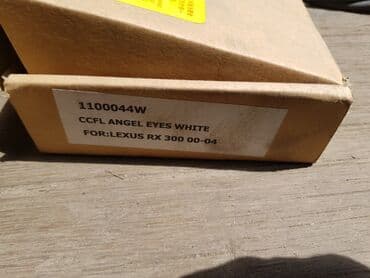 1100044W
CCFL ANGEL EYES WHITE
FOR:LEXUS RX 300 00-04